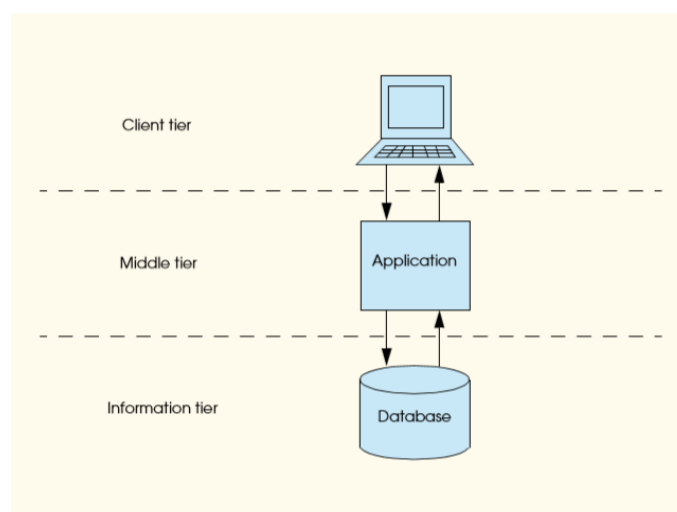 Client tier
Middle tier
Application
Information tier
Database